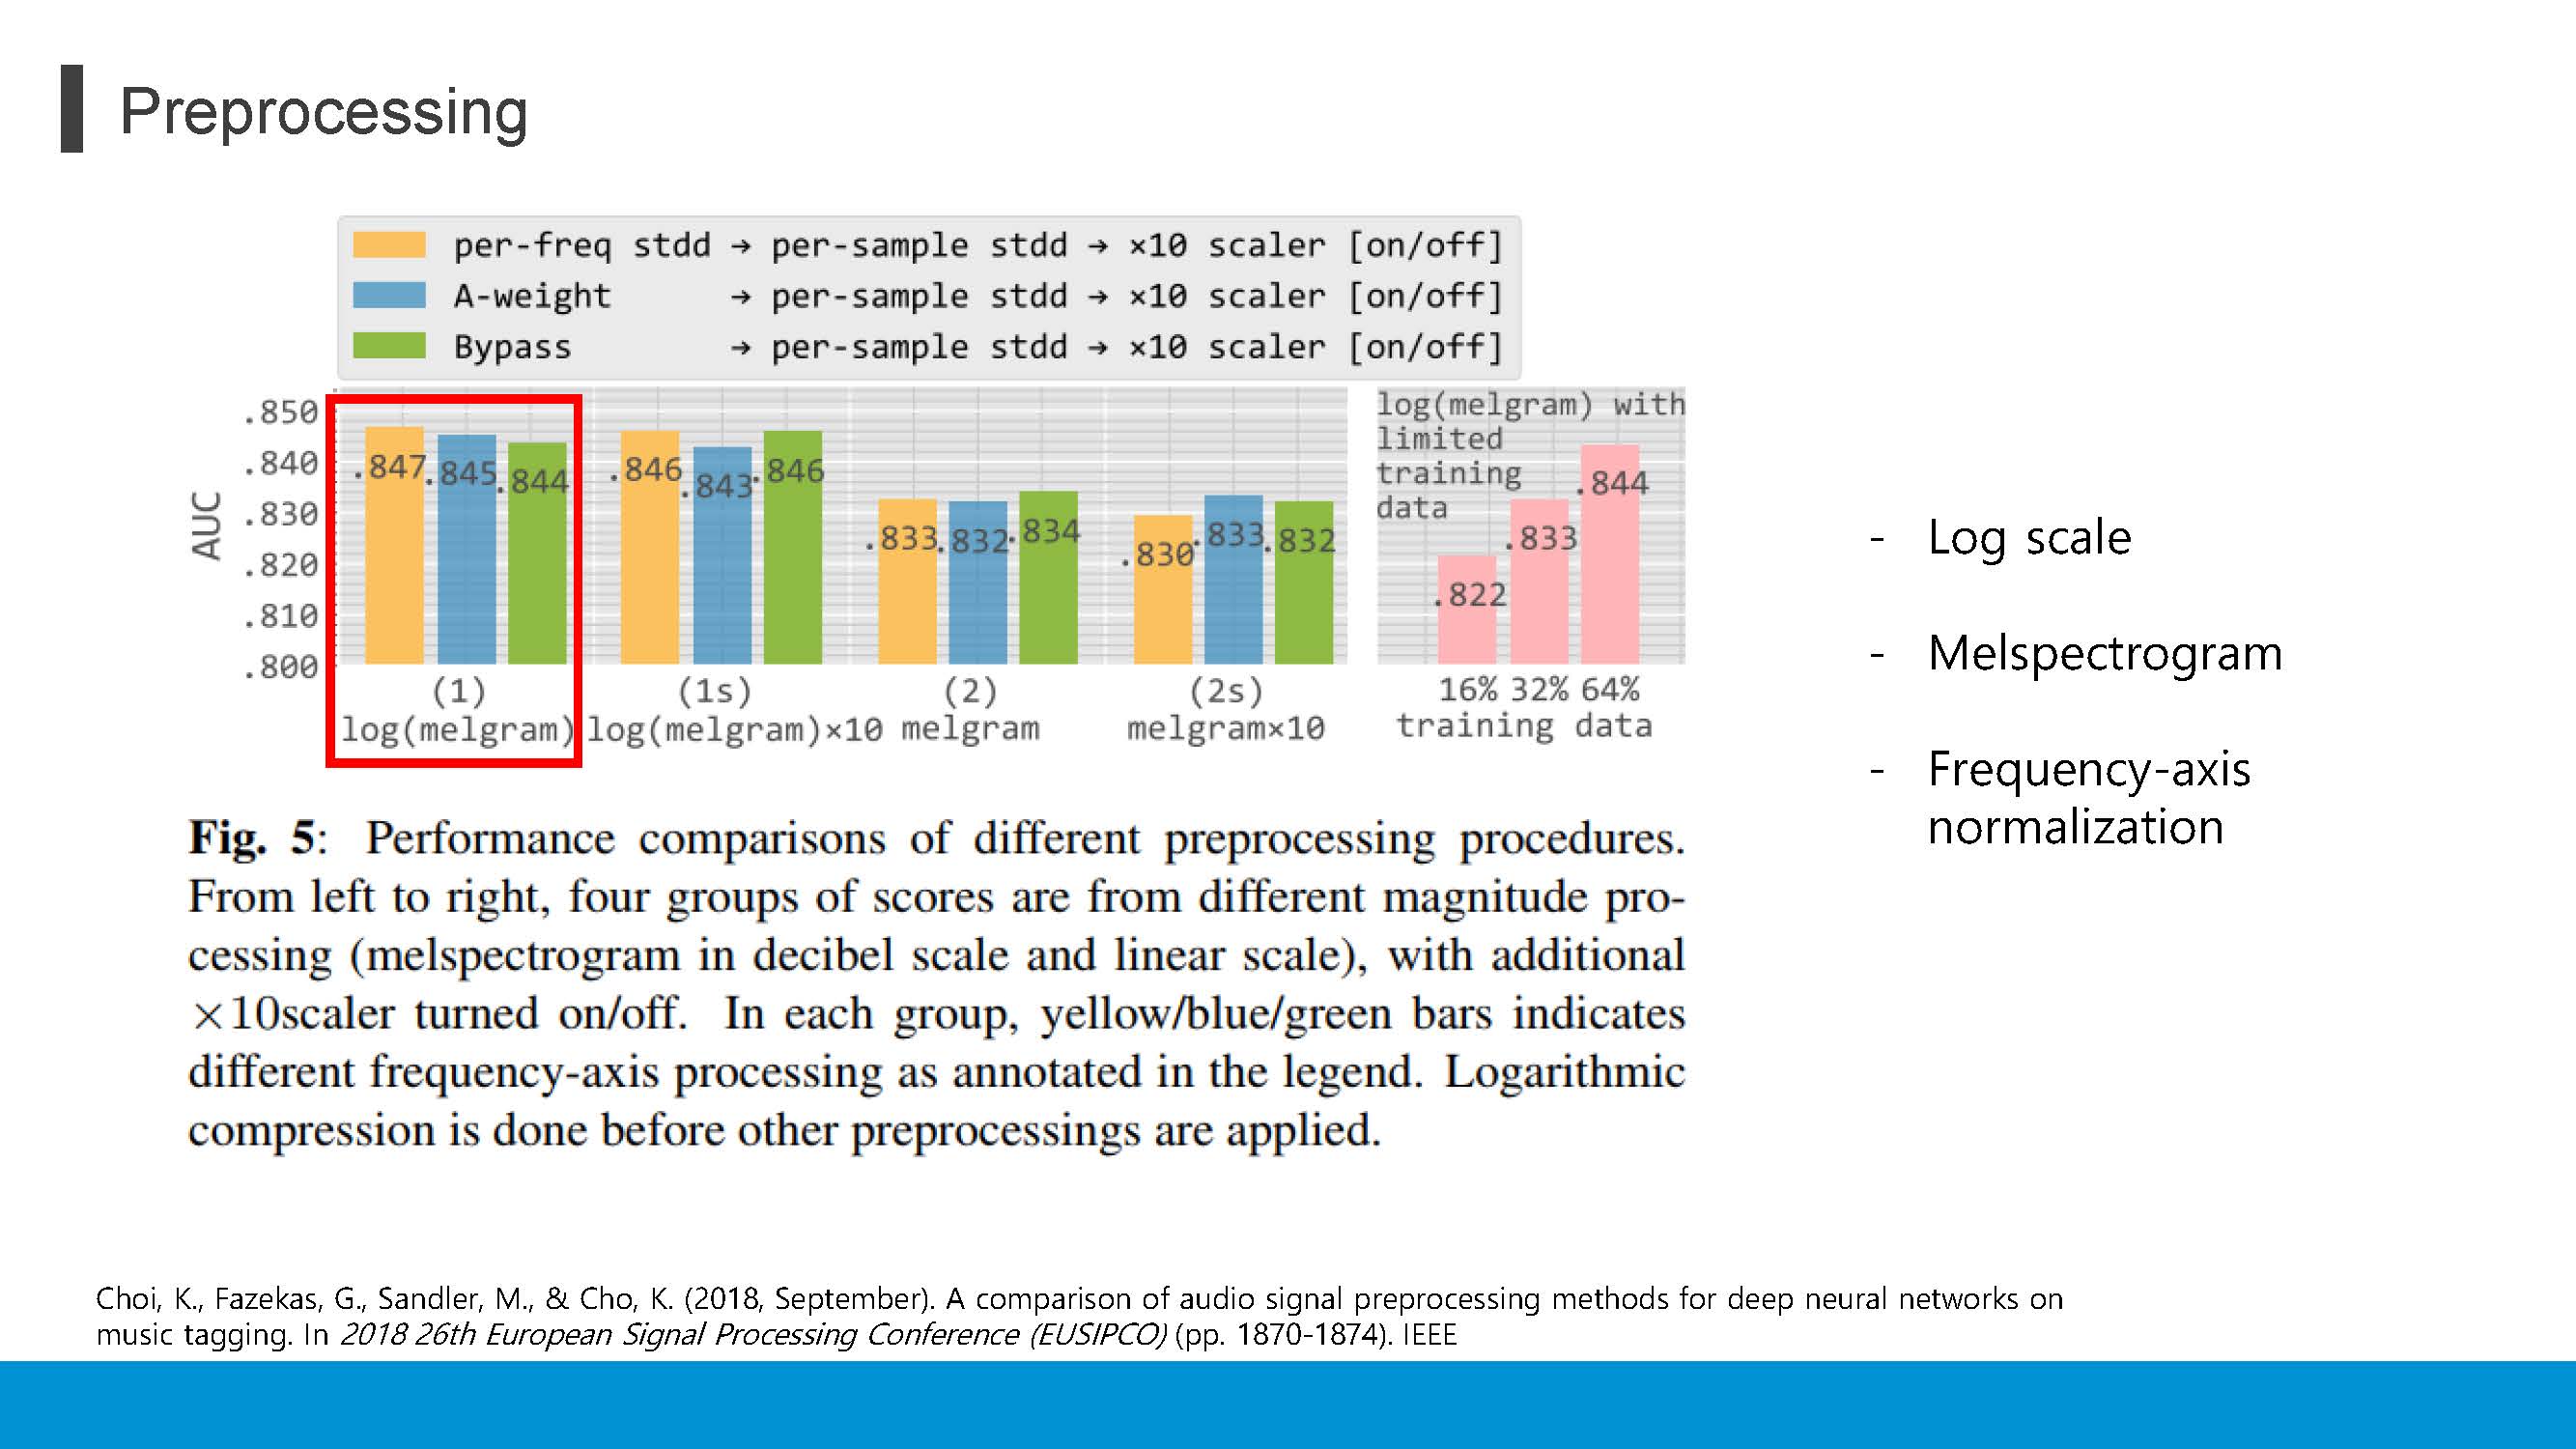 Preprocessing
per-freq stdd → per-sample stdd → ×10 scaler [on/off]
A-weight → per-sample stdd → ×10 scaler [on/off]
Bypass → per-sample stdd → ×10 scaler [on/off]
AUC
.850
.840
.830
.820
.810
.800
.847 .845 .844
.846 .843 .846
.833 .832 .834
.830 .833 .832
(1)
log(melgram)
(1s)
log(melgram)×10
(2)
melgram
(2s)
melgram×10
log(melgram) with
limited
training
data
.822 .833 .844
16% 32% 64%
training data
- Log scale
- Melspectrogram
- Frequency-axis
normalization
Fig. 5: Performance comparisons of different preprocessing procedures.
From left to right, four groups of scores are from different magnitude pro-
cessing (melspectrogram in decibel scale and linear scale), with additional
×10scaler turned on/off. In each group, yellow/blue/green bars indicates
different frequency-axis processing as annotated in the legend. Logarithmic
compression is done before other preprocessings are applied.
Choi, K., Fazekas, G., Sandler, M., & Cho, K. (2018, September). A comparison of audio signal preprocessing methods for deep neural networks on
music tagging. In 2018 26th European Signal Processing Conference (EUSIPCO) (pp. 1870-1874). IEEE